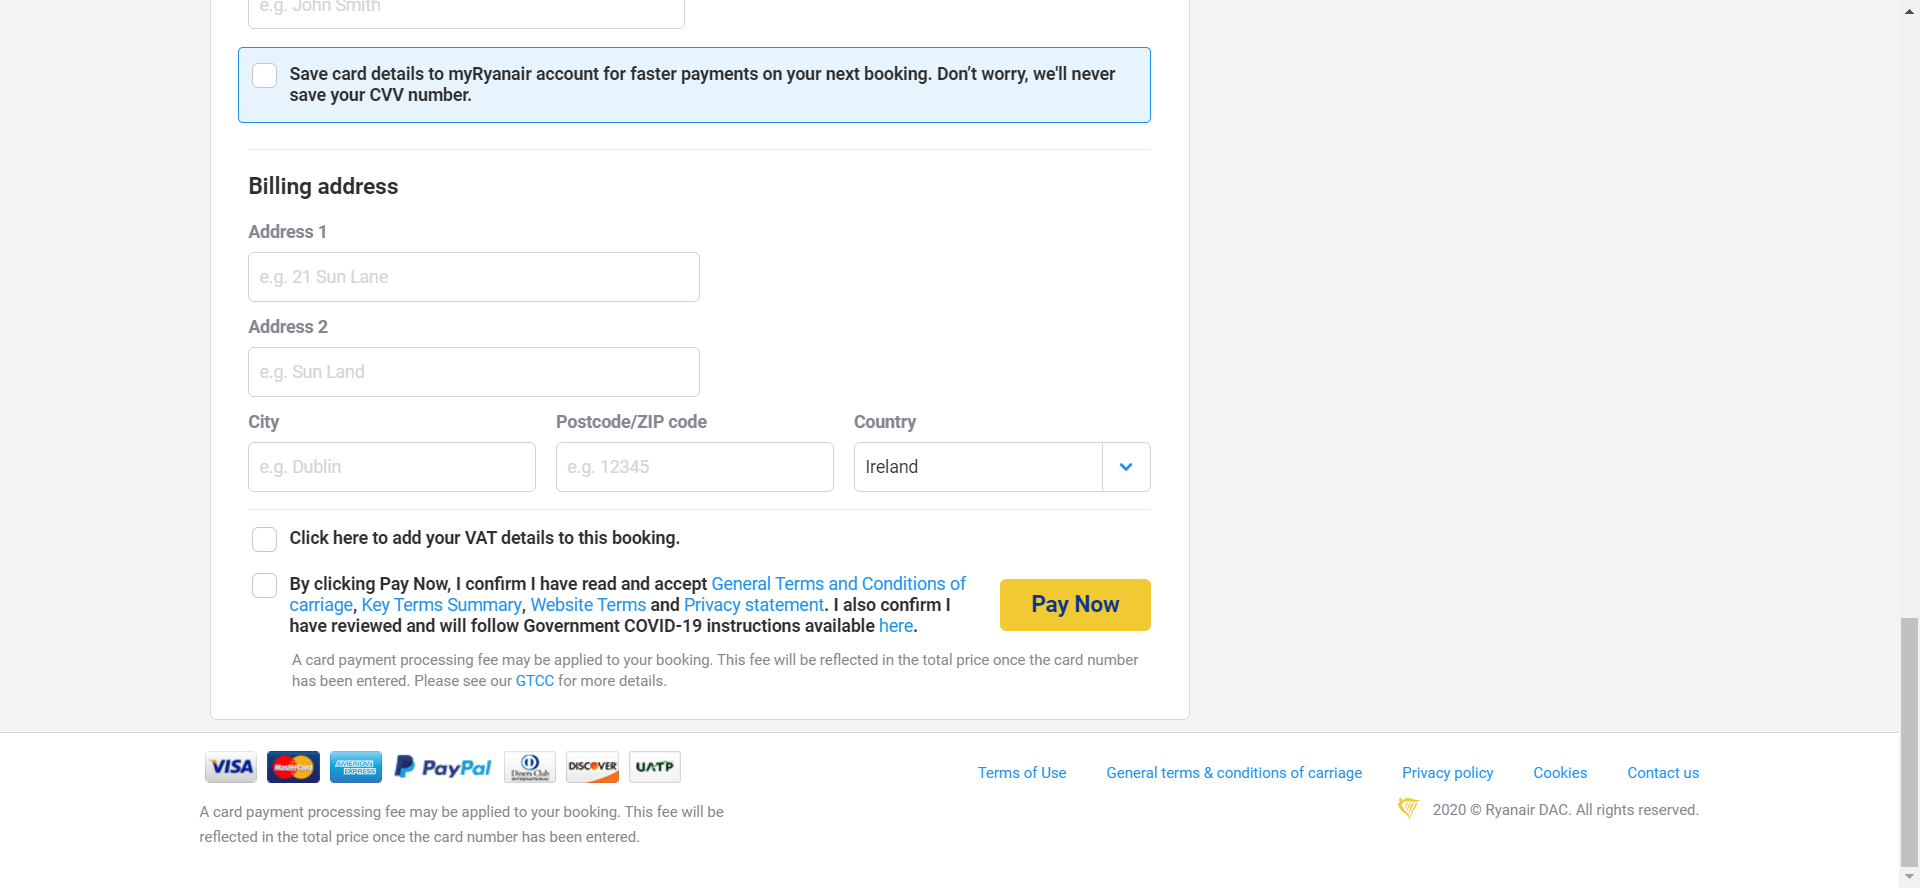 e.g. John Smith
Save card details to myRyanair account for faster payments on your next booking. Don’t worry, we'll never
save your CVV number.
Billing address
Address 1
e.g. 21 Sun Lane
Address 2
e.g. Sun Land
City
Postcode/ZIP code
Country
e.g. Dublin
e.g. 12345
Ireland
Click here to add your VAT details to this booking.
By clicking Pay Now, I confirm I have read and accept General Terms and Conditions of
carriage, Key Terms Summary, Website Terms and Privacy statement. I also confirm I
have reviewed and will follow Government COVID-19 instructions available here.
Pay Now
A card payment processing fee may be applied to your booking. This fee will be reflected in the total price once the card number
has been entered. Please see our GTCC for more details.
VISA
MasterCard
AMERICAN
EXPRESS
PayPal
Diners Club
INTERNATIONAL
DISCOVER
UATP
Terms of Use
General terms & conditions of carriage
Privacy policy
Cookies
Contact us
A card payment processing fee may be applied to your booking. This fee will be
reflected in the total price once the card number has been entered.
2020 © Ryanair DAC. All rights reserved.